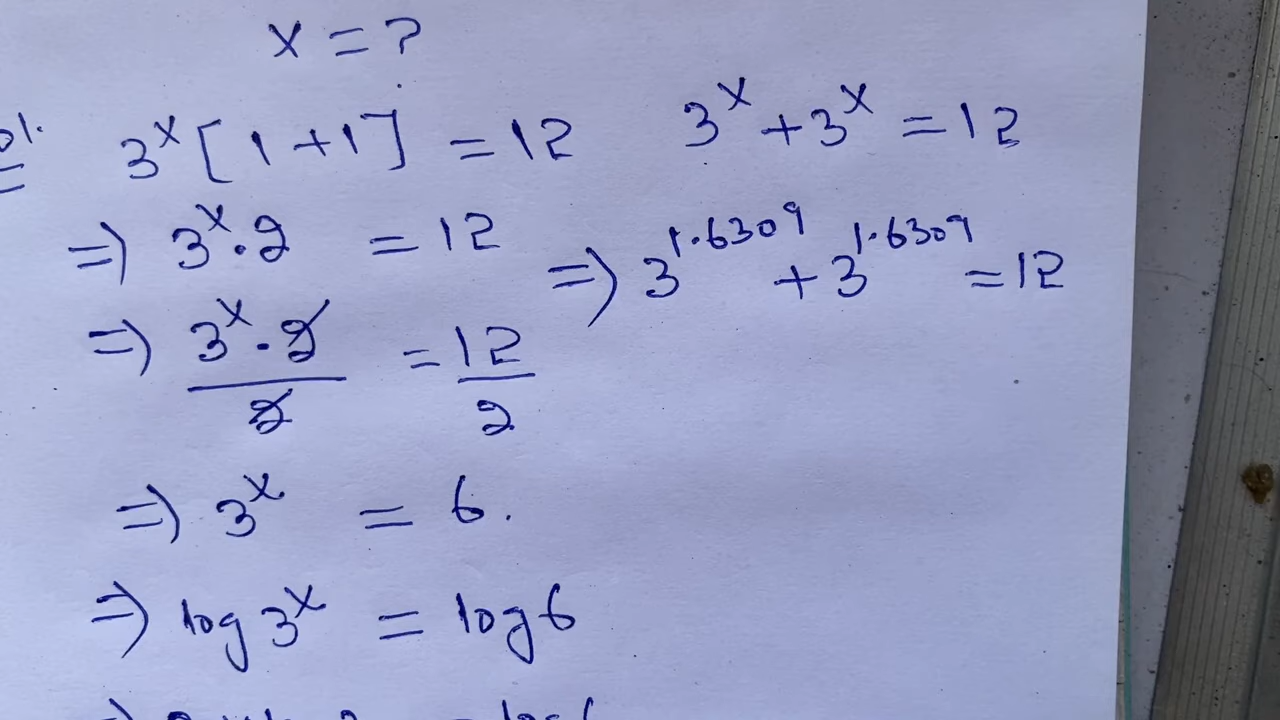 x = ?
3^x [1 + 1] = 12
=> 3^x · 2 = 12
=> 3^x · 2 / 2 = 12 / 2
=> 3^x = 6.
=> log 3^x = log 6
3^x + 3^x = 12
=> 3^1.6309 + 3^1.6309 = 12